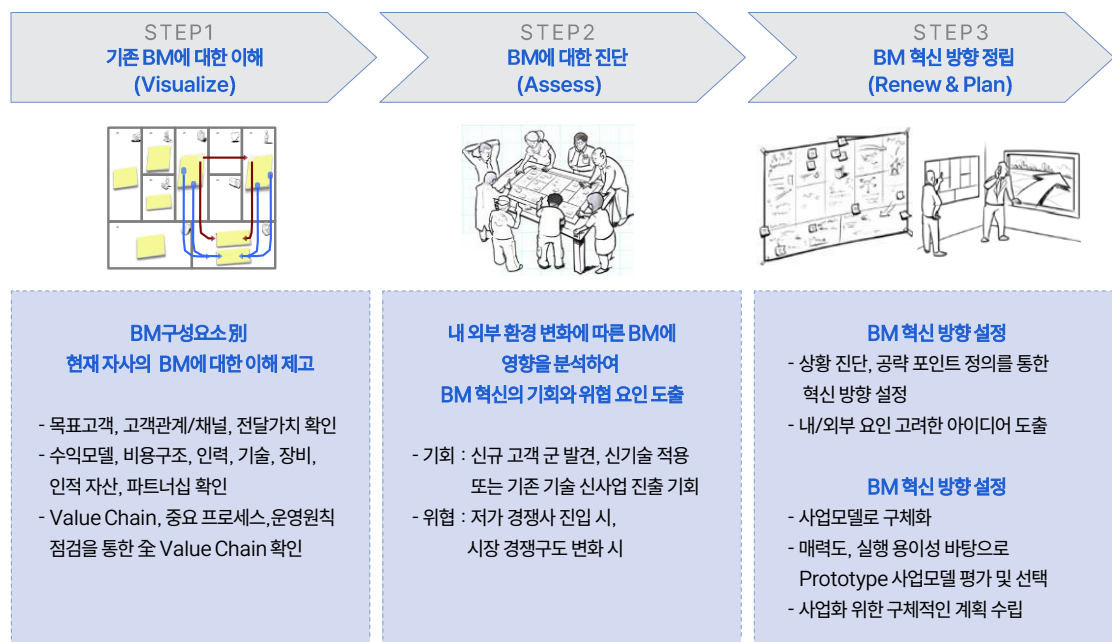 STEP1
기존 BM에 대한 이해
(Visualize)
STEP2
BM에 대한 진단
(Assess)
STEP3
BM 혁신 방향 정립
(Renew & Plan)
BM구성요소 別
현재 자사의 BM에 대한 이해 제고
- 목표고객, 고객관계/채널, 전달가치 확인
- 수익모델, 비용구조, 인력, 기술, 장비,
인적 자산, 파트너십 확인
- Value Chain, 중요 프로세스,운영원칙
점검을 통한 全 Value Chain 확인
내 외부 환경 변화에 따른 BM에
영향을 분석하여
BM 혁신의 기회와 위협 요인 도출
- 기회 : 신규 고객 군 발견, 신기술 적용
또는 기존 기술 신사업 진출 기회
- 위협 : 저가 경쟁사 진입 시,
시장 경쟁구도 변화 시
BM 혁신 방향 설정
- 상황 진단, 공략 포인트 정의를 통한
혁신 방향 설정
- 내/외부 요인 고려한 아이디어 도출
BM 혁신 방향 설정
- 사업모델로 구체화
- 매력도, 실행 용이성 바탕으로
Prototype 사업모델 평가 및 선택
- 사업화 위한 구체적인 계획 수립